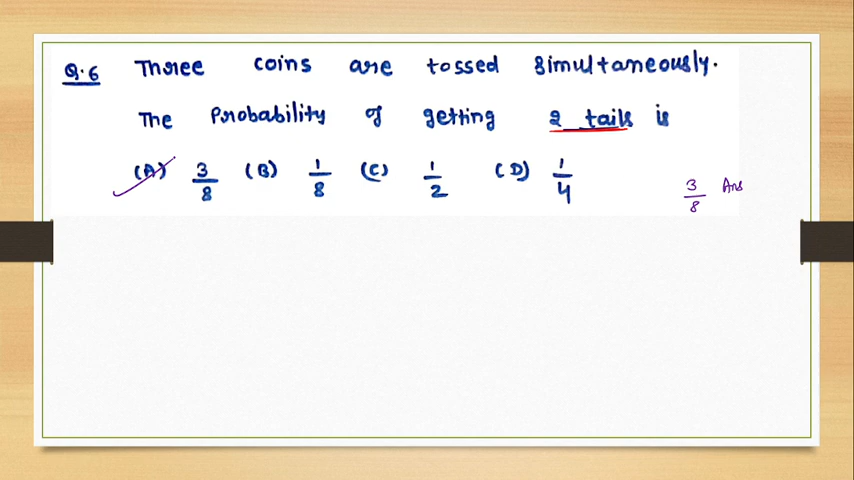 Q.6 Three coins are tossed simultaneously.
The Probability of getting 2 tails is
(A) 3/8 (B) 1/8 (C) 1/2 (D) 1/4
3/8 Ans